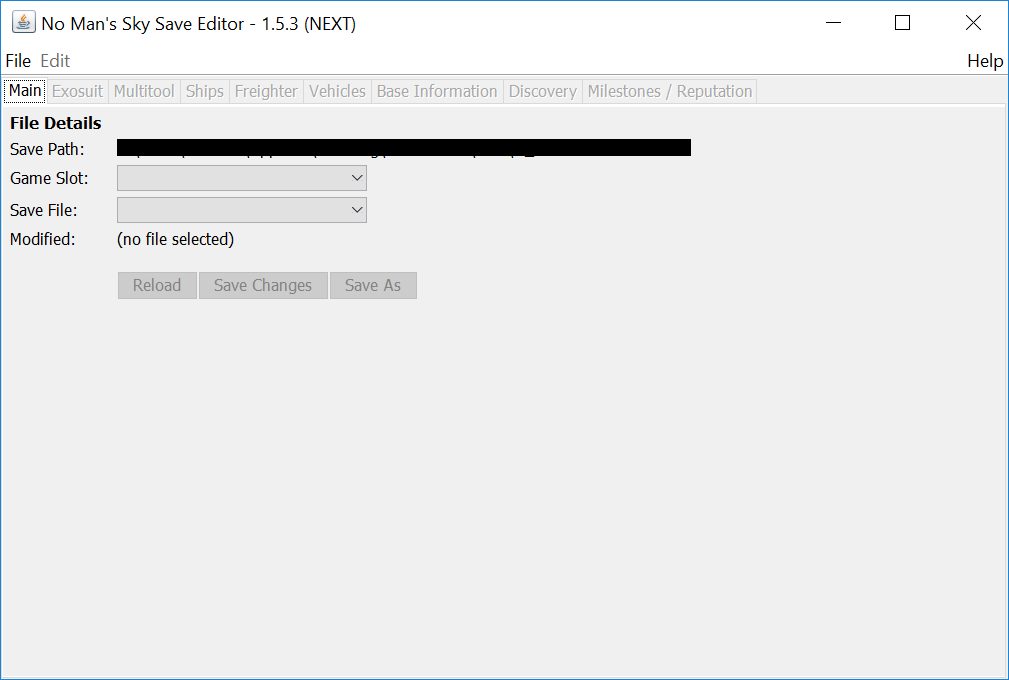 No Man's Sky Save Editor - 1.5.3 (NEXT)
File Edit Help
Main Exosuit Multitool Ships Freighter Vehicles Base Information Discovery Milestones / Reputation
File Details
Save Path:
Game Slot:
Save File:
Modified: (no file selected)
Reload Save Changes Save As